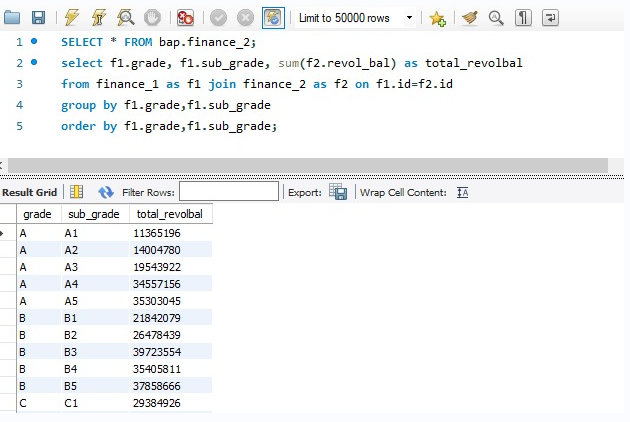 Limit to 50000 rows
1 SELECT * FROM bap.finance_2;
2 select f1.grade, f1.sub_grade, sum(f2.revol_bal) as total_revolbal
3 from finance_1 as f1 join finance_2 as f2 on f1.id=f2.id
4 group by f1.grade,f1.sub_grade
5 order by f1.grade,f1.sub_grade;
Result Grid Filter Rows: Export: Wrap Cell Content: IA
grade sub_grade total_revolbal
A A1 11365196
A A2 14004780
A A3 19543922
A A4 34557156
A A5 35303045
B B1 21842079
B B2 26478439
B B3 39723554
B B4 35405811
B B5 37858666
C C1 29384926